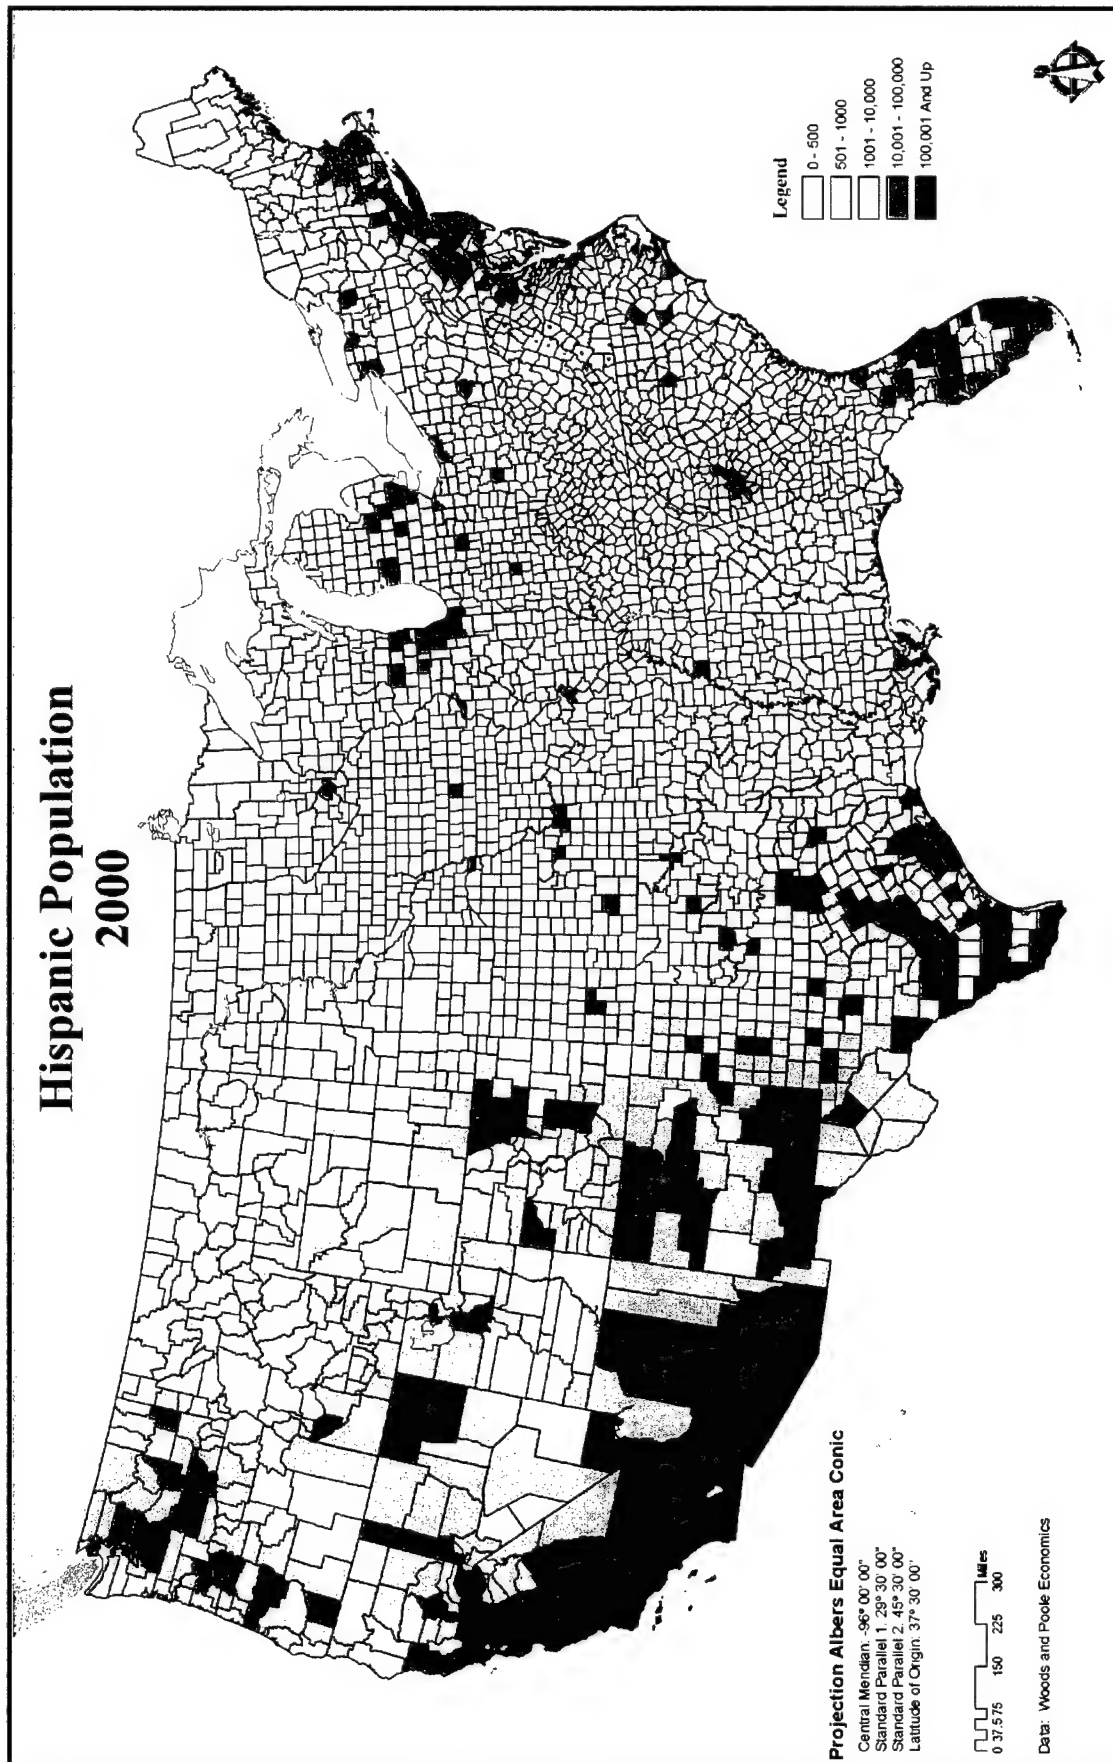 Hispanic Population
2000
Legend
0 - 500
501 - 1000
1001 - 10,000
10,001 - 100,000
100,001 And Up
Projection Albers Equal Area Conic
Central Meridian: -96° 00' 00"
Standard Parallel 1: 29° 30' 00"
Standard Parallel 2: 45° 30' 00"
Latitude of Origin: 37° 30' 00"
Miles
0 37.5 75 150 225 300
Data: Woods and Poole Economics